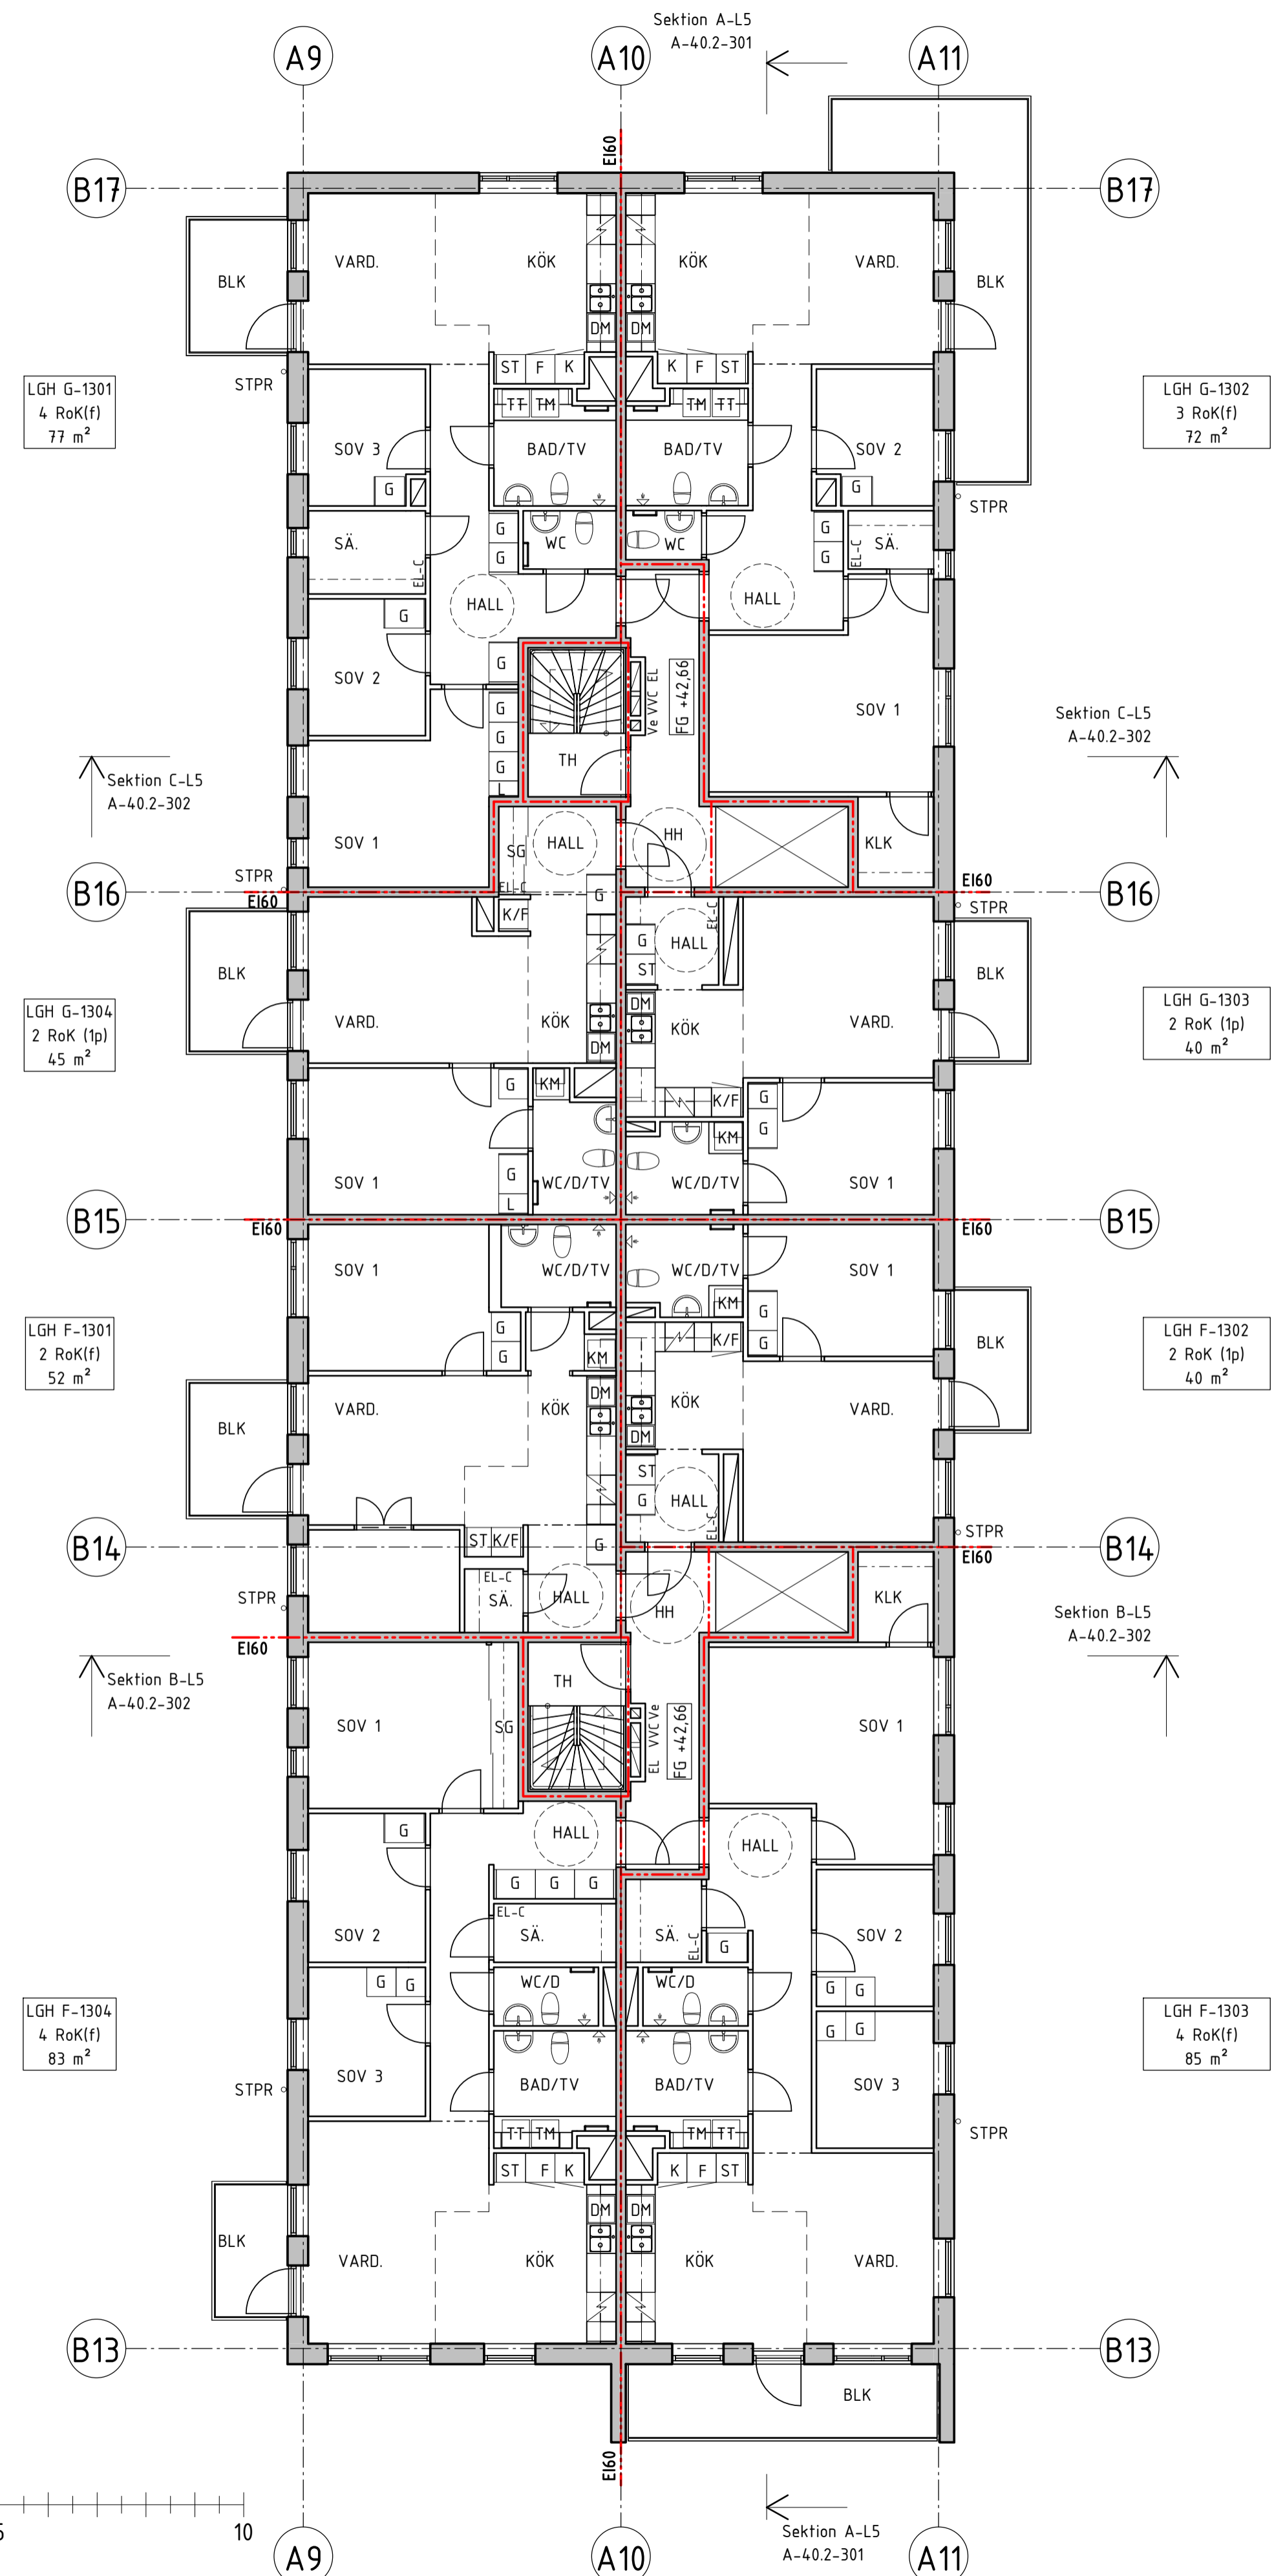 Sektion A-L5
A-40.2-301
A9
A10
A11
EI60
B17
B17
VARD.
KÖK
KÖK
VARD.
BLK
BLK
DM
DM
ST F K
K F ST
STPR
TT TM
TM TT
LGH G-1301
4 RoK(f)
77 m²
LGH G-1302
3 RoK(f)
72 m²
SOV 3
BAD/TV
BAD/TV
SOV 2
G
G
STPR
SÄ.
G
G
WC
WC
G
G
EL-C
SÄ.
EL-C
HALL
HALL
G
G
SOV 2
Ve VVC EL
FG +42,66
SOV 1
G
G
G
L
TH
Sektion C-L5
A-40.2-302
Sektion C-L5
A-40.2-302
SOV 1
SG
HALL
HH
KLK
STPR
EI60
EL-C
EI60
B16
B16
G
K/F
EL-C
STPR
G
HALL
ST
BLK
BLK
DM
LGH G-1304
2 RoK (1p)
45 m²
LGH G-1303
2 RoK (1p)
40 m²
VARD.
KÖK
KÖK
VARD.
DM
G
KM
K/F
G
G
KM
G
L
SOV 1
WC/D/TV
WC/D/TV
SOV 1
B15
B15
EI60
EI60
SOV 1
WC/D/TV
WC/D/TV
SOV 1
KM
G
G
G
G
K/F
KM
LGH F-1301
2 RoK(f)
52 m²
LGH F-1302
2 RoK (1p)
40 m²
BLK
DM
VARD.
KÖK
KÖK
VARD.
BLK
DM
ST
G
HALL
EL-C
ST K/F
G
STPR
B14
B14
EI60
EL-C
SÄ.
HALL
HH
KLK
STPR
EI60
Sektion B-L5
A-40.2-302
Sektion B-L5
A-40.2-302
TH
SOV 1
SG
EL VVC Ve
FG +42,66
SOV 1
G
HALL
HALL
G G G
EL-C
SOV 2
SÄ.
SÄ.
EL-C
G
SOV 2
G G
WC/D
WC/D
G G
LGH F-1304
4 RoK(f)
83 m²
LGH F-1303
4 RoK(f)
85 m²
G G
SOV 3
BAD/TV
BAD/TV
SOV 3
STPR
STPR
TT TM
TM TT
ST F K
K F ST
DM
DM
BLK
VARD.
KÖK
KÖK
VARD.
B13
B13
BLK
EI60
10
Sektion A-L5
A-40.2-301
A9
A10
A11